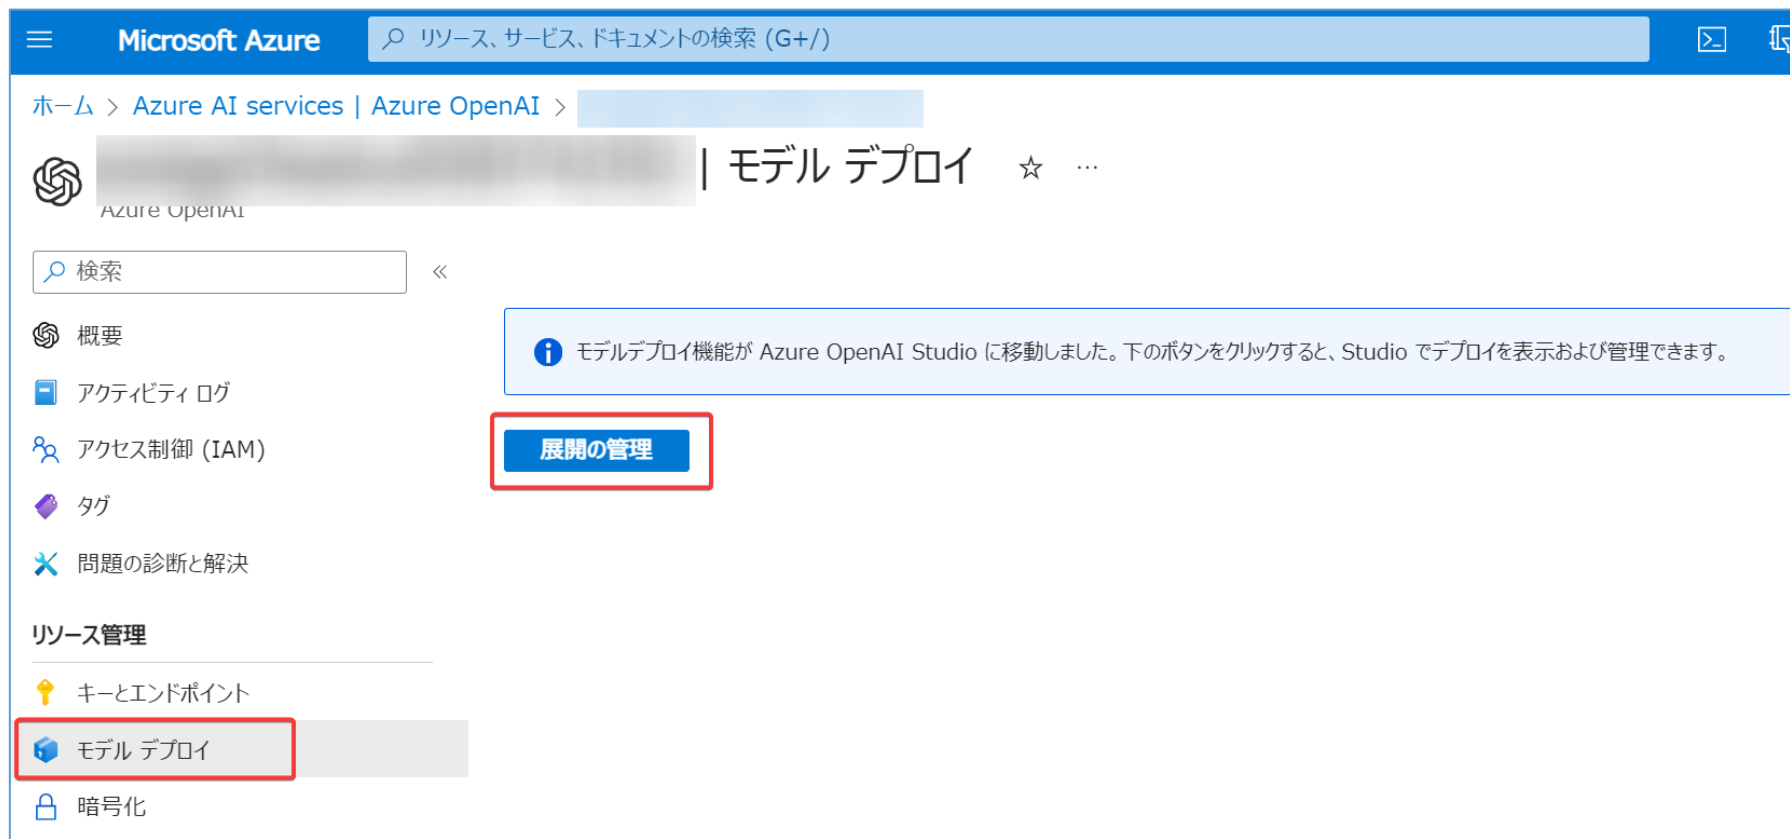 Microsoft Azure
リソース、サービス、ドキュメントの検索 (G+/)
ホーム > Azure AI services | Azure OpenAI >
| モデル デプロイ ☆ …
Azure OpenAI
検索 «
概要
アクティビティ ログ
アクセス制御 (IAM)
タグ
問題の診断と解決
リソース管理
キーとエンドポイント
モデル デプロイ
暗号化
モデルデプロイ機能が Azure OpenAI Studio に移動しました。下のボタンをクリックすると、Studio でデプロイを表示および管理できます。
展開の管理